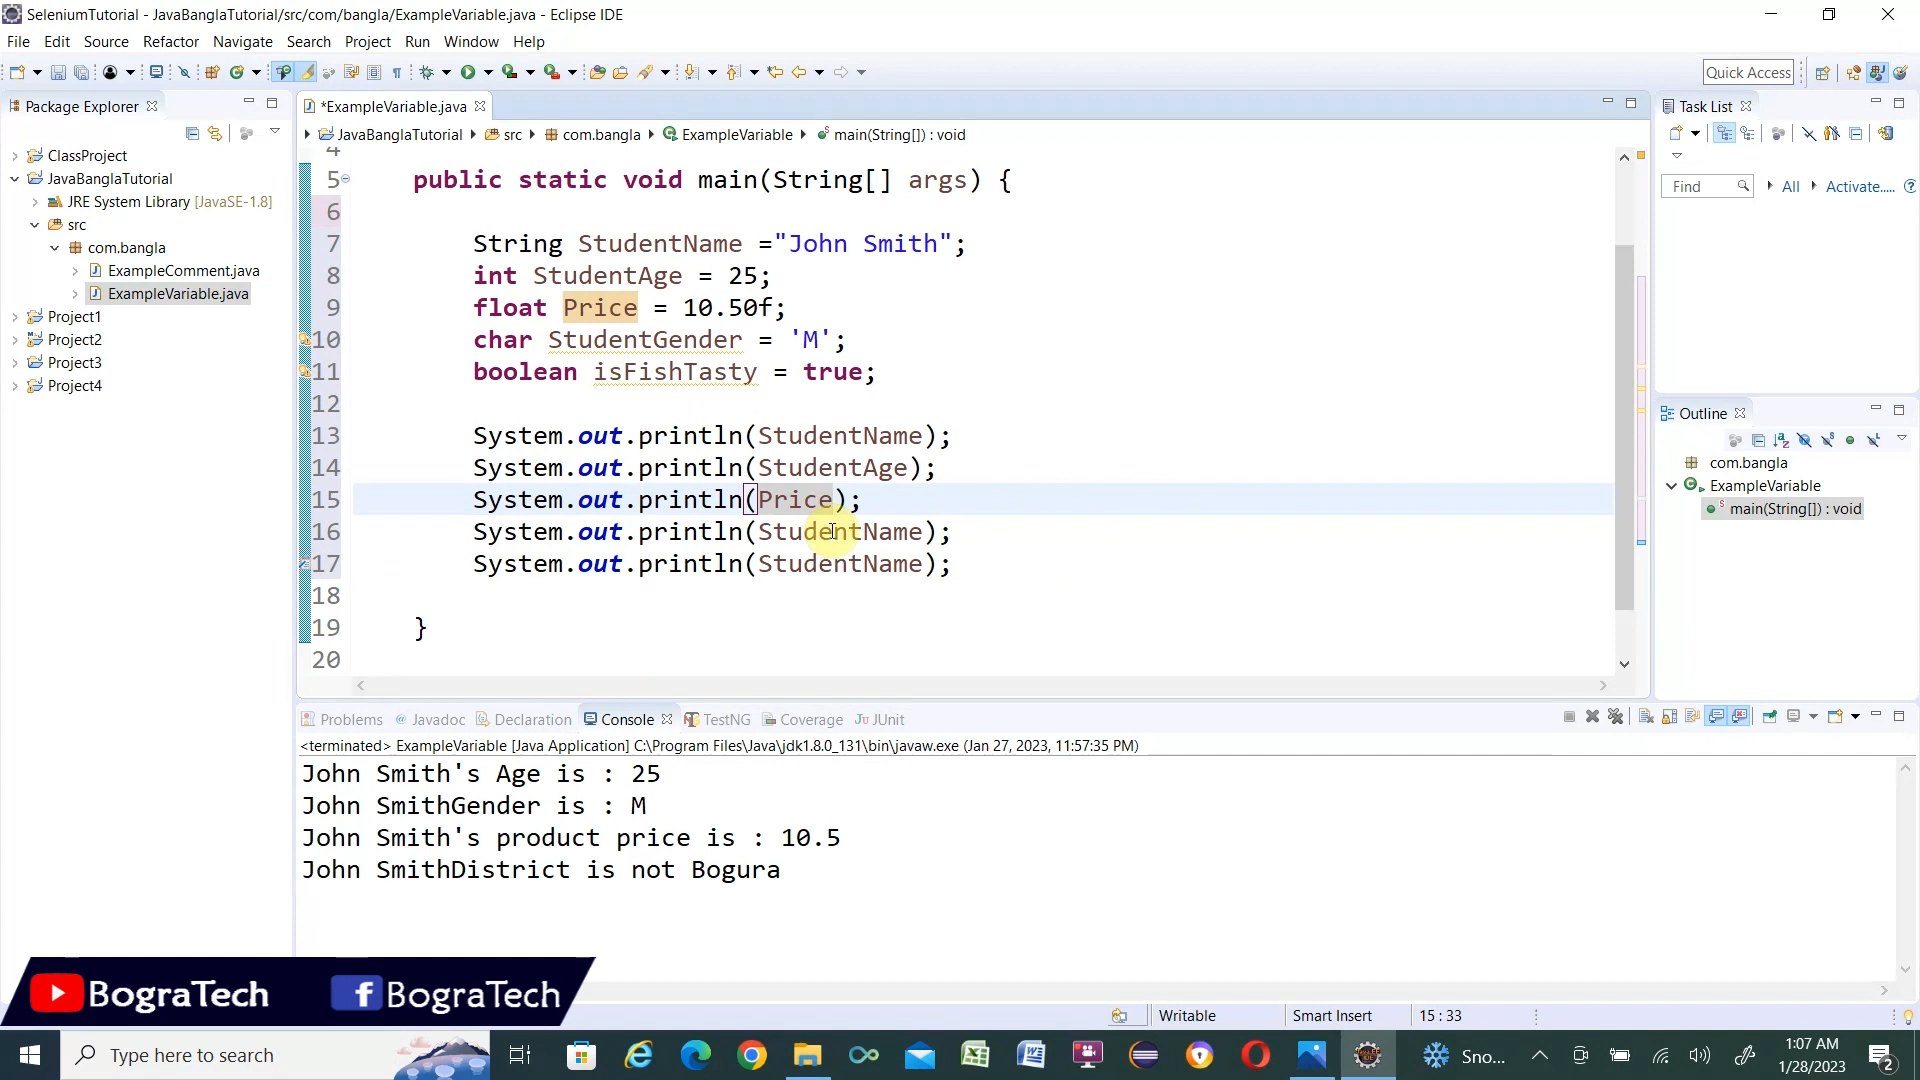 SeleniumTutorial - JavaBanglaTutorial/src/com/bangla/ExampleVariable.java - Eclipse IDE
File Edit Source Refactor Navigate Search Project Run Window Help
Quick Access
Package Explorer
ClassProject
JavaBanglaTutorial
JRE System Library [JavaSE-1.8]
src
com.bangla
ExampleComment.java
ExampleVariable.java
Project1
Project2
Project3
Project4
*ExampleVariable.java
JavaBanglaTutorial src com.bangla ExampleVariable main(String[]) : void
4
5 public static void main(String[] args) {
6
7 String StudentName ="John Smith";
8 int StudentAge = 25;
9 float Price = 10.50f;
10 char StudentGender = 'M';
11 boolean isFishTasty = true;
12
13 System.out.println(StudentName);
14 System.out.println(StudentAge);
15 System.out.println(Price);
16 System.out.println(StudentName);
17 System.out.println(StudentName);
18
19 }
20
Task List
Find All Activate.....
Outline
com.bangla
ExampleVariable
main(String[]) : void
Problems Javadoc Declaration Console TestNG Coverage JUnit
<terminated> ExampleVariable [Java Application] C:\Program Files\Java\jdk1.8.0_131\bin\javaw.exe (Jan 27, 2023, 11:57:35 PM)
John Smith's Age is : 25
John SmithGender is : M
John Smith's product price is : 10.5
John SmithDistrict is not Bogura
BograTech BograTech
Writable Smart Insert 15 : 33
Type here to search
Sno...
1:07 AM
1/28/2023
2